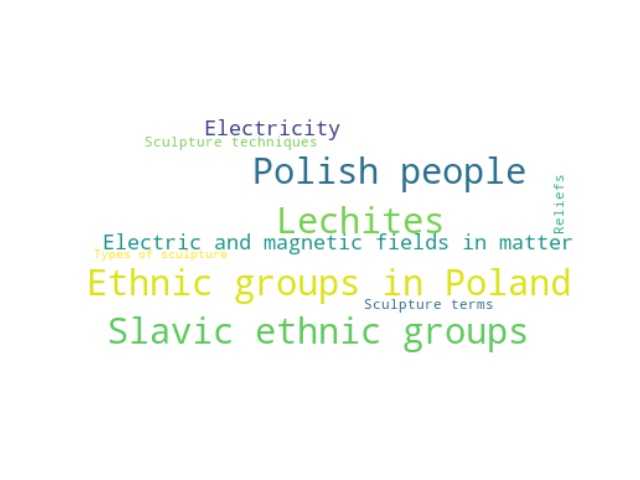 Electricity
Sculpture techniques
Polish people
Reliefs
Lechites
Electric and magnetic fields in matter
Types of sculpture
Ethnic groups in Poland
Sculpture terms
Slavic ethnic groups